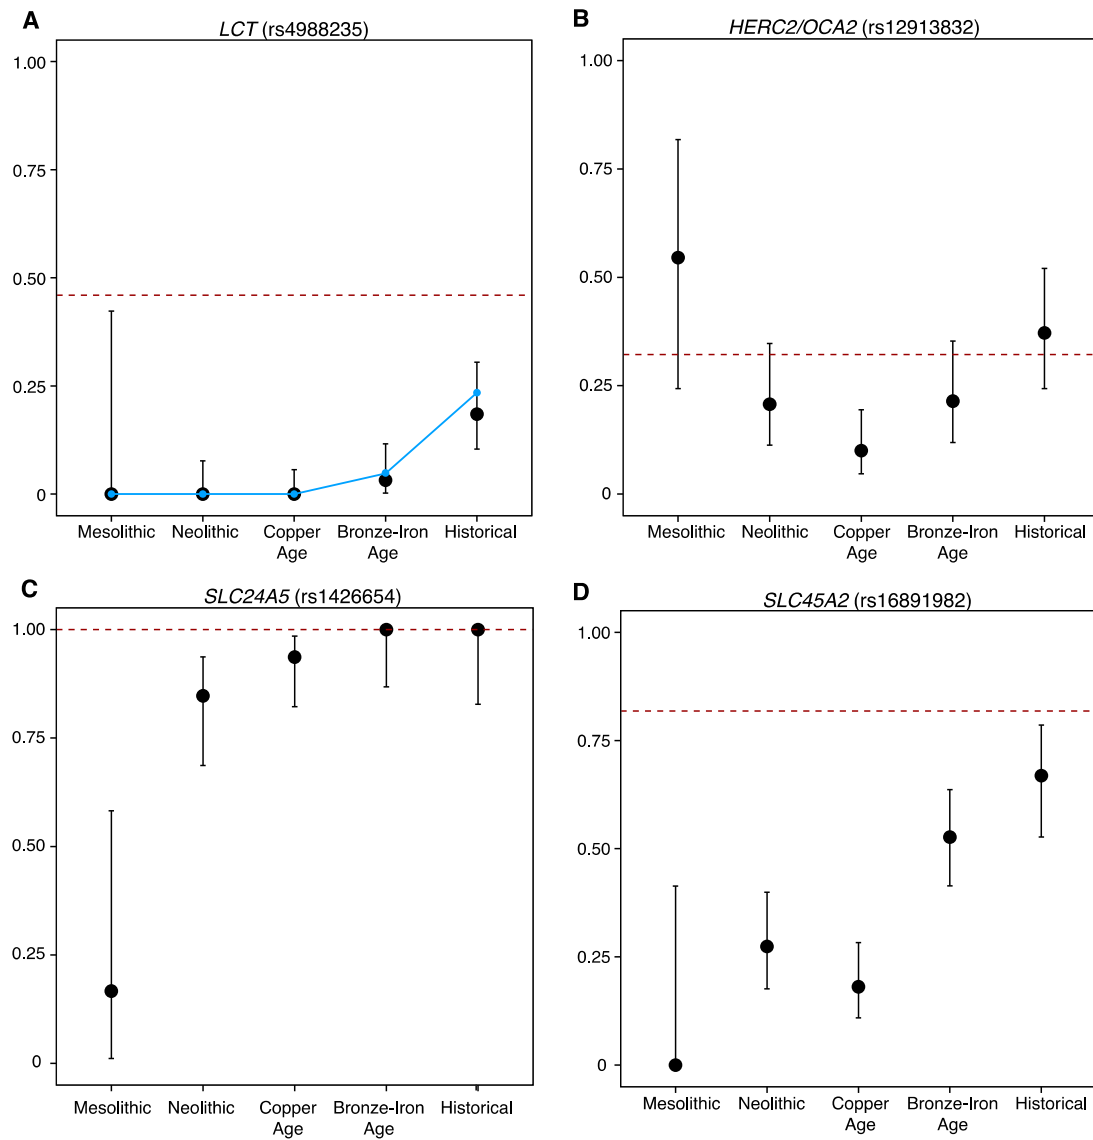 A
LCT (rs4988235)
1.00
0.75
0.50
0.25
0
Mesolithic Neolithic Copper Age Bronze-Iron Age Historical
B
HERC2/OCA2 (rs12913832)
1.00
0.75
0.50
0.25
0
Mesolithic Neolithic Copper Age Bronze-Iron Age Historical
C
SLC24A5 (rs1426654)
1.00
0.75
0.50
0.25
0
Mesolithic Neolithic Copper Age Bronze-Iron Age Historical
D
SLC45A2 (rs16891982)
1.00
0.75
0.50
0.25
0
Mesolithic Neolithic Copper Age Bronze-Iron Age Historical